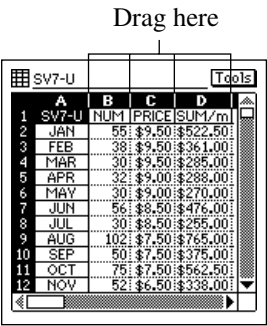 Drag here
SV7-U Tools
A B C D
1 SV7-U NUM PRICE SUM/m
2 JAN 55 $9.50 $522.50
3 FEB 38 $9.50 $361.00
4 MAR 30 $9.50 $285.00
5 APR 32 $9.00 $288.00
6 MAY 30 $9.00 $270.00
7 JUN 56 $8.50 $476.00
8 JUL 30 $8.50 $255.00
9 AUG 102 $7.50 $765.00
10 SEP 50 $7.50 $375.00
11 OCT 75 $7.50 $562.50
12 NOV 52 $6.50 $338.00